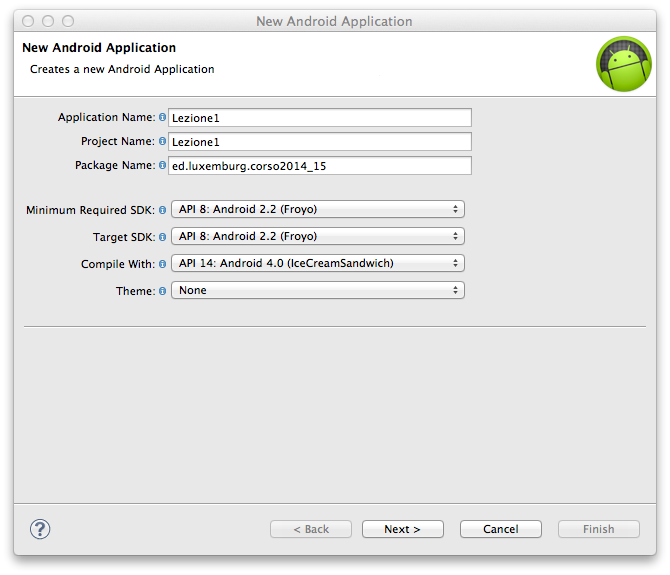 New Android Application
New Android Application
Creates a new Android Application
Application Name: Lezione1
Project Name: Lezione1
Package Name: ed.luxemburg.corso2014_15
Minimum Required SDK: API 8: Android 2.2 (Froyo)
Target SDK: API 8: Android 2.2 (Froyo)
Compile With: API 14: Android 4.0 (IceCreamSandwich)
Theme: None
? < Back Next > Cancel Finish